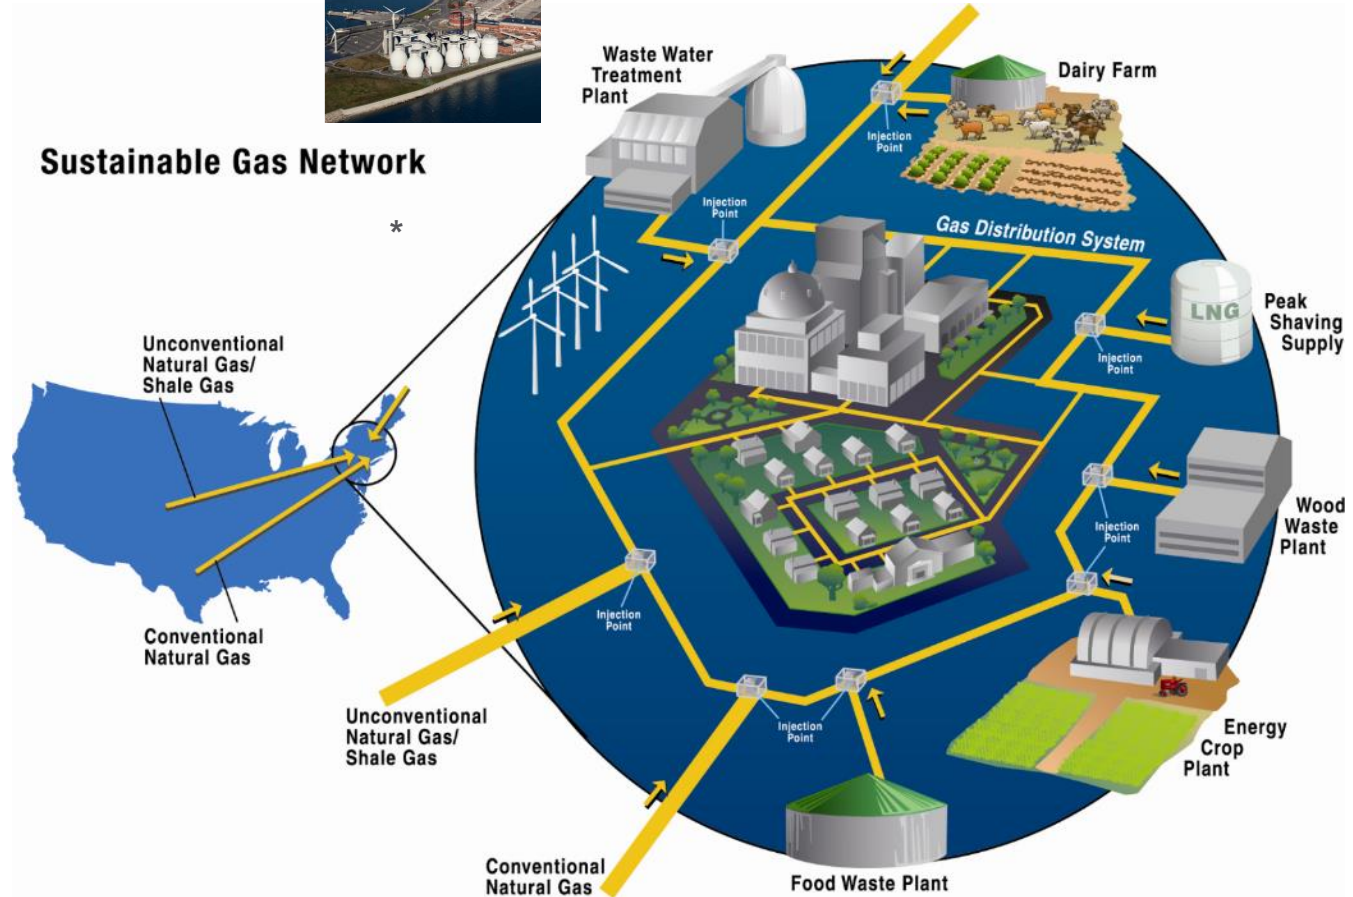 Sustainable Gas Network
*
Waste Water
Treatment
Plant
Dairy Farm
Injection
Point
Injection
Point
Gas Distribution System
LNG
Peak
Shaving
Supply
Injection
Point
Unconventional
Natural Gas/
Shale Gas
Conventional
Natural Gas
Wood
Waste
Plant
Injection
Point
Injection
Point
Unconventional
Natural Gas/
Shale Gas
Injection
Point
Energy
Crop
Plant
Conventional
Natural Gas
Food Waste Plant